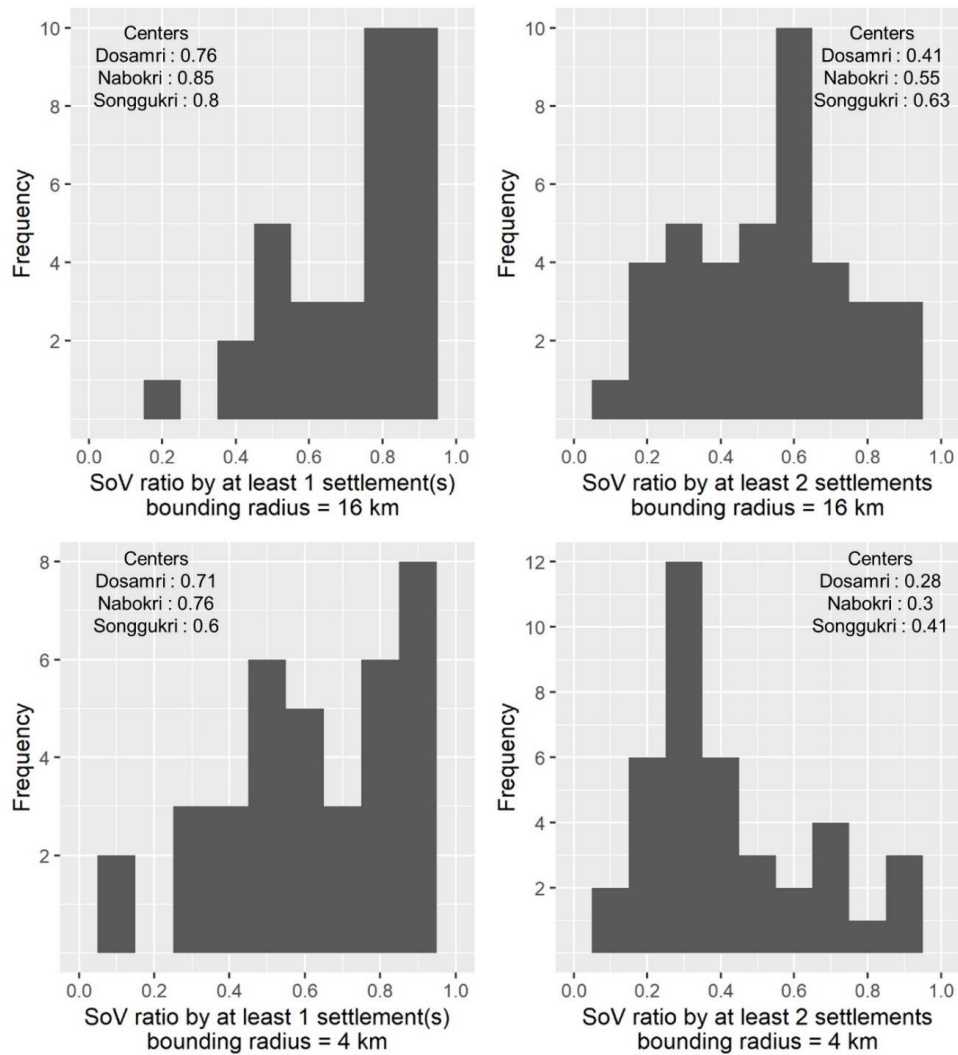 10
8
6
4
2
Frequency
Centers
Dosamri : 0.76
Nabokri : 0.85
Songgukri : 0.8
0.0 0.2 0.4 0.6 0.8 1.0
SoV ratio by at least 1 settlement(s)
bounding radius = 16 km
10
8
6
4
2
Frequency
Centers
Dosamri : 0.41
Nabokri : 0.55
Songgukri : 0.63
0.0 0.2 0.4 0.6 0.8 1.0
SoV ratio by at least 2 settlements
bounding radius = 16 km
8
6
4
2
Frequency
Centers
Dosamri : 0.71
Nabokri : 0.76
Songgukri : 0.6
0.0 0.2 0.4 0.6 0.8 1.0
SoV ratio by at least 1 settlement(s)
bounding radius = 4 km
12
10
8
6
4
2
Frequency
Centers
Dosamri : 0.28
Nabokri : 0.3
Songgukri : 0.41
0.0 0.2 0.4 0.6 0.8 1.0
SoV ratio by at least 2 settlements
bounding radius = 4 km